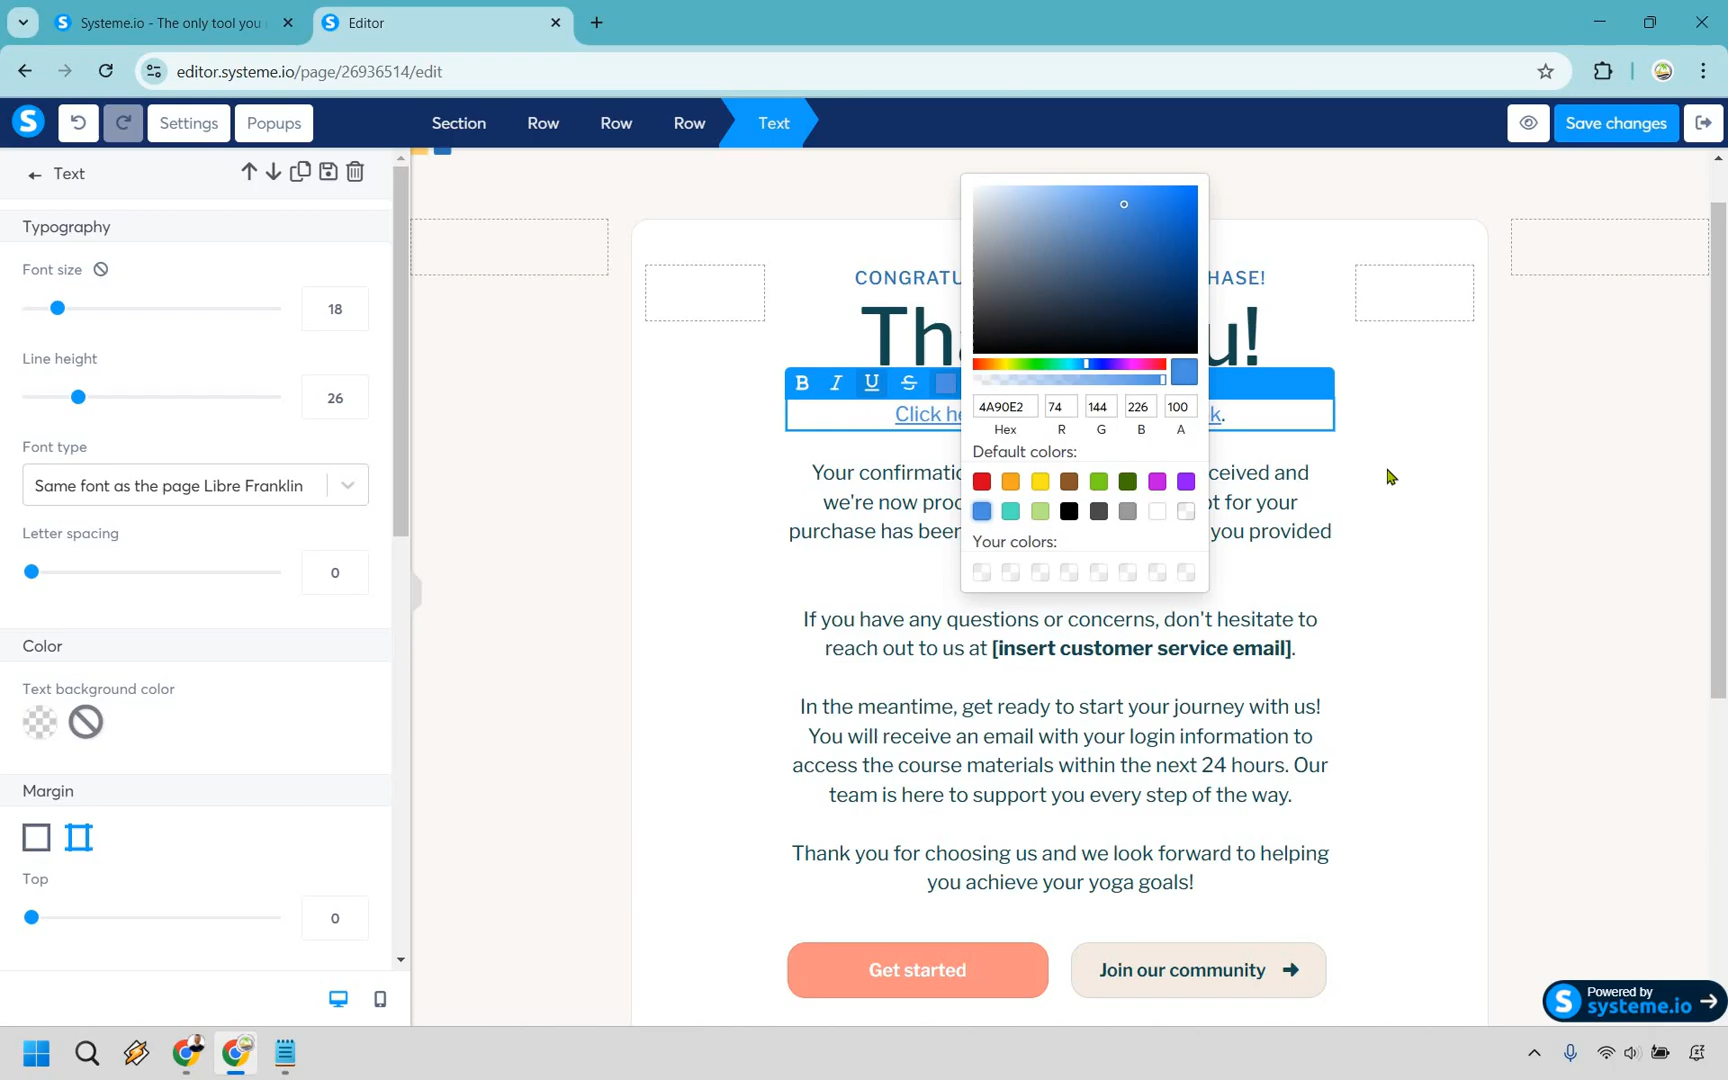 Systeme.io - The only tool you
Editor
editor.systeme.io/page/26936514/edit
S
Settings
Popups
Section
Row
Row
Row
Text
Save changes
Text
Typography
Font size
18
Line height
26
Font type
Same font as the page Libre Franklin
Letter spacing
0
Color
Text background color
Margin
Top
0
CONGRATU
HASE!
Tha
u!
B I U S
Click he
k.
4A90E2 74 144 226 100
Hex R G B A
Default colors:
Your colors:
Your confirmatio
ceived and
we're now proc
t for your
purchase has been
you provided
If you have any questions or concerns, don't hesitate to
reach out to us at [insert customer service email].
In the meantime, get ready to start your journey with us!
You will receive an email with your login information to
access the course materials within the next 24 hours. Our
team is here to support you every step of the way.
Thank you for choosing us and we look forward to helping
you achieve your yoga goals!
Get started
Join our community
Powered by
systeme.io